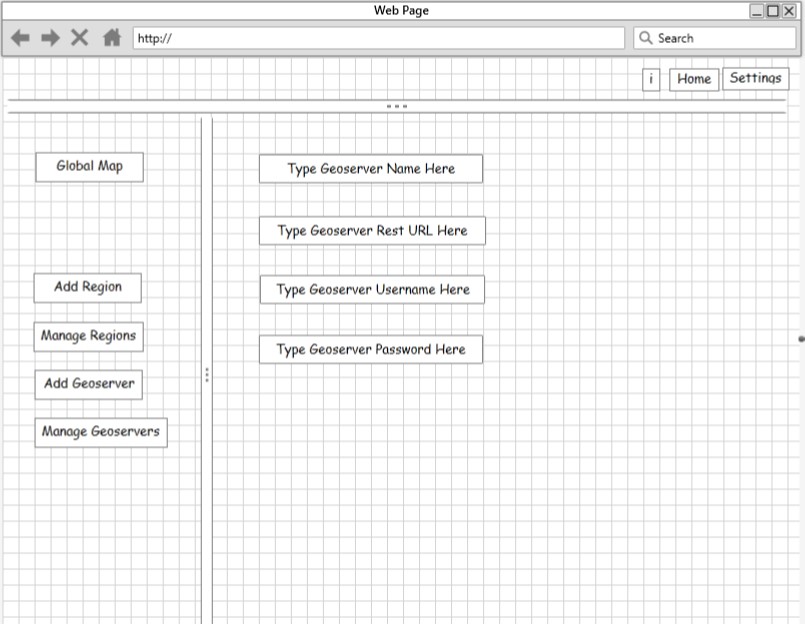 Web Page
http://
Search
i
Home
Settings
Global Map
Type Geoserver Name Here
Type Geoserver Rest URL Here
Add Region
Type Geoserver Username Here
Manage Regions
Type Geoserver Password Here
Add Geoserver
Manage Geoservers